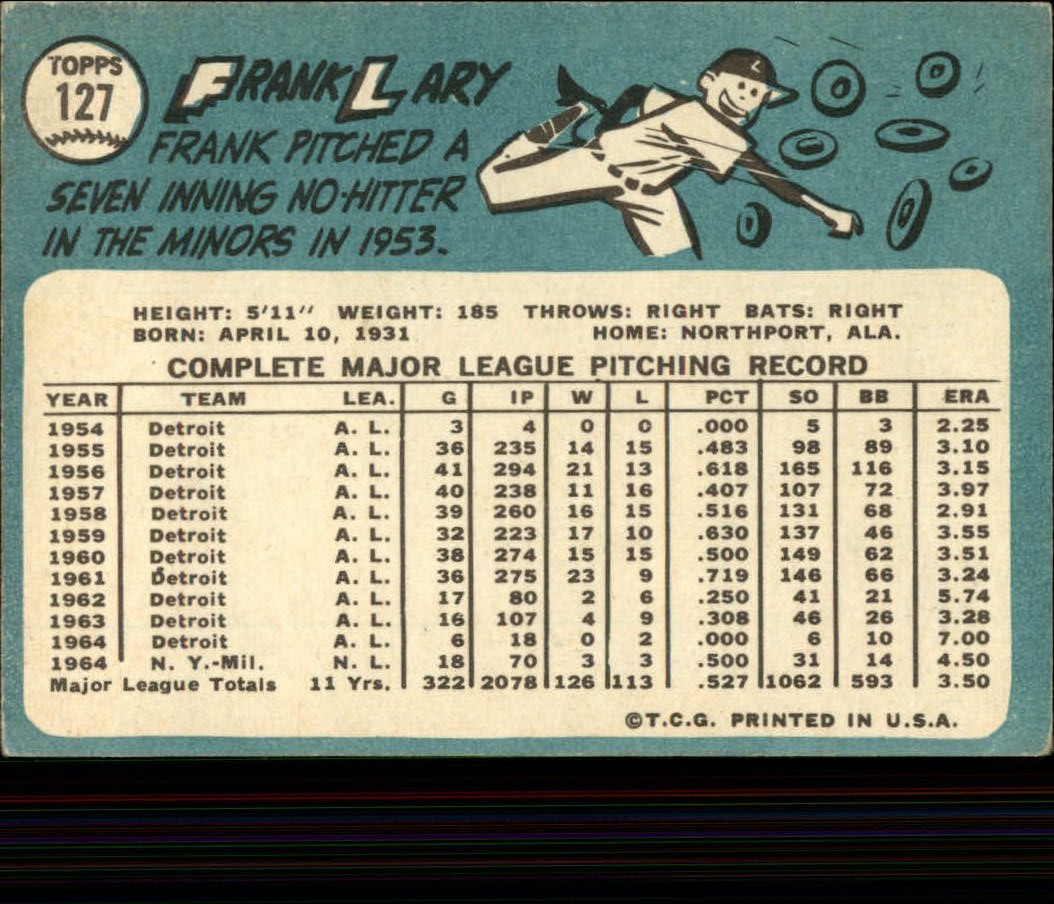 TOPPS
127
FRANK LARY
FRANK PITCHED A
SEVEN INNING NO-HITTER
IN THE MINORS IN 1953.
HEIGHT: 5'11" WEIGHT: 185 THROWS: RIGHT BATS: RIGHT
BORN: APRIL 10, 1931 HOME: NORTHPORT, ALA.
COMPLETE MAJOR LEAGUE PITCHING RECORD
YEAR TEAM LEA. G IP W L PCT SO BB ERA
1954 Detroit A. L. 3 4 0 0 .000 5 3 2.25
1955 Detroit A. L. 36 235 14 15 .483 98 89 3.10
1956 Detroit A. L. 41 294 21 13 .618 165 116 3.15
1957 Detroit A. L. 40 238 11 16 .407 107 72 3.97
1958 Detroit A. L. 39 260 16 15 .516 131 68 2.91
1959 Detroit A. L. 32 223 17 10 .630 137 46 3.55
1960 Detroit A. L. 38 274 15 15 .500 149 62 3.51
1961 Detroit A. L. 36 275 23 9 .719 146 66 3.24
1962 Detroit A. L. 17 80 2 6 .250 41 21 5.74
1963 Detroit A. L. 16 107 4 9 .308 46 26 3.28
1964 Detroit A. L. 6 18 0 2 .000 6 10 7.00
1964 N. Y.-Mil. N. L. 18 70 3 3 .500 31 14 4.50
Major League Totals 11 Yrs. 322 2078 126 113 .527 1062 593 3.50
©T.C.G. PRINTED IN U.S.A.